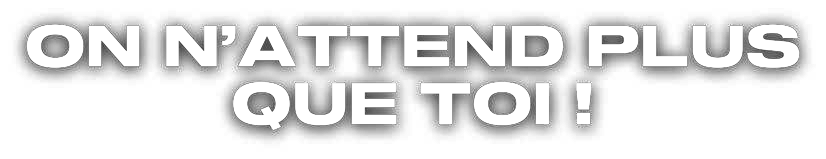 ON N’ATTEND PLUS
QUE TOI !